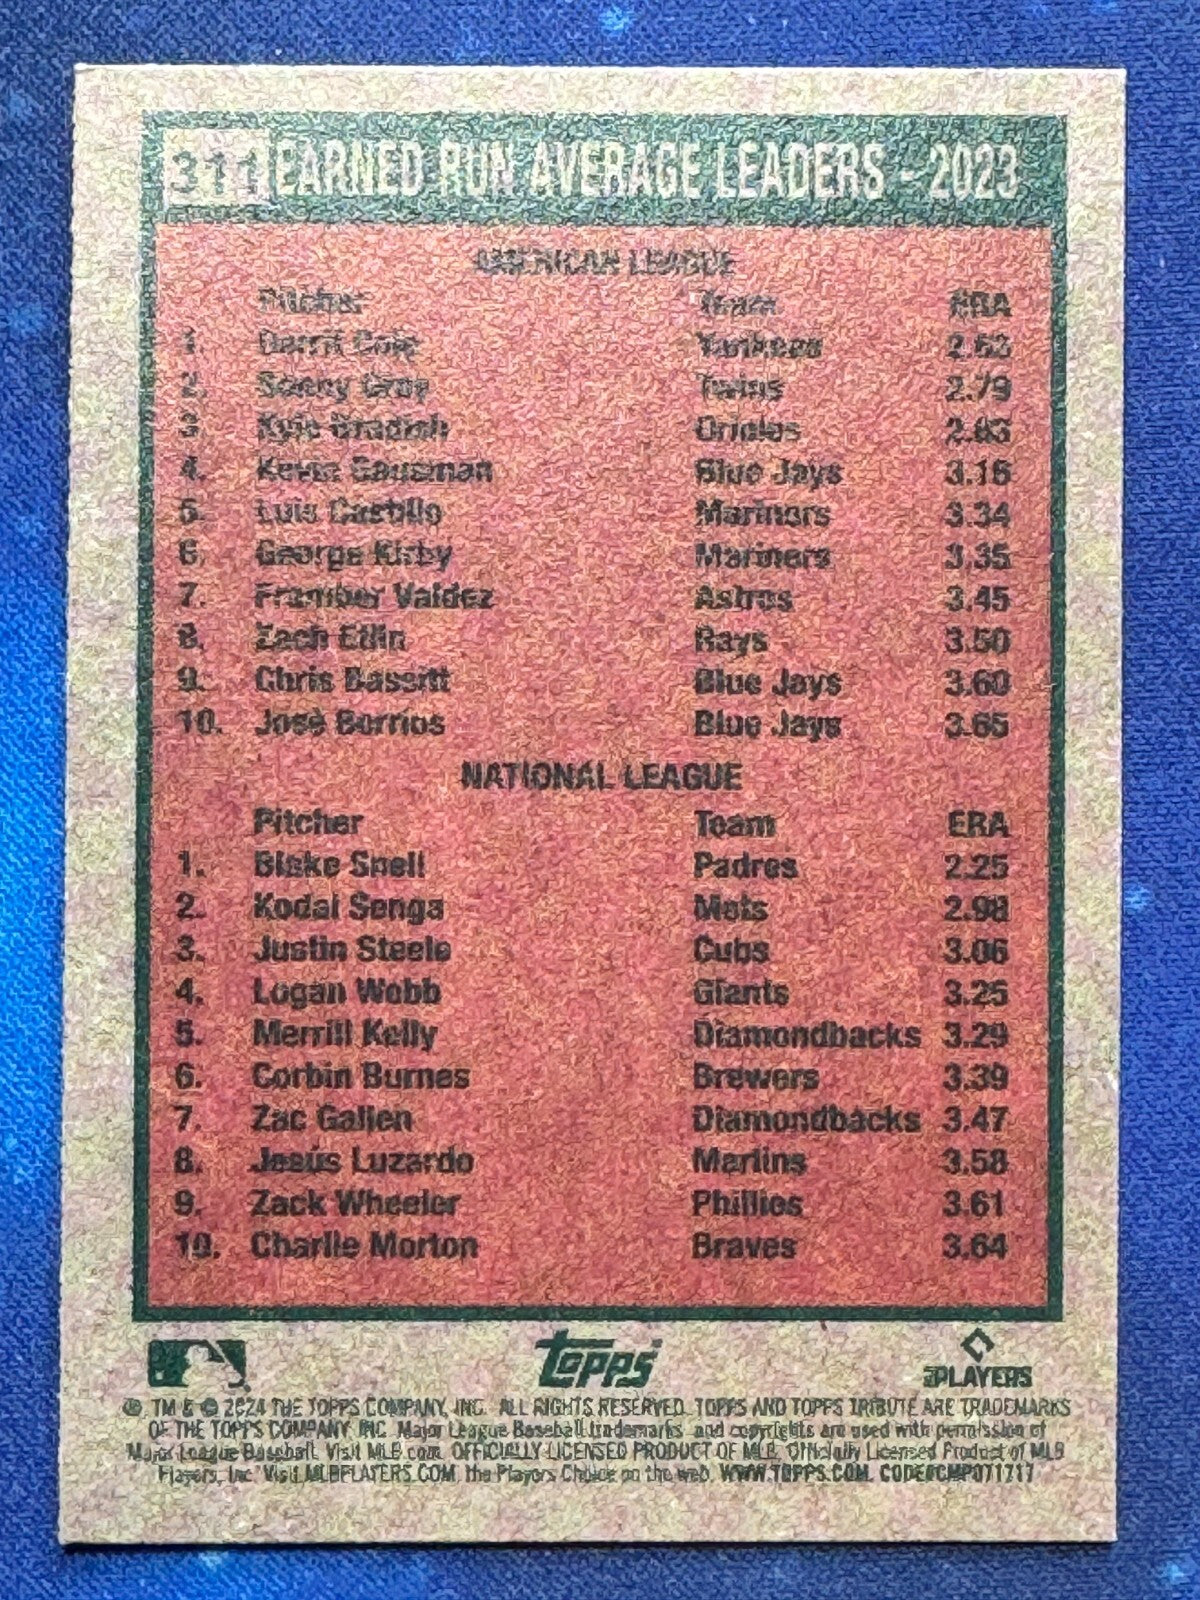 311 EARNED RUN AVERAGE LEADERS - 2023
AMERICAN LEAGUE
Pitcher Team ERA
1. Gerrit Cole Yankees 2.63
2. Sonny Gray Twins 2.79
3. Kyle Bradish Orioles 2.83
4. Kevin Gausman Blue Jays 3.16
5. Luis Castillo Mariners 3.34
6. George Kirby Mariners 3.35
7. Framber Valdez Astros 3.45
8. Zach Eflin Rays 3.50
9. Chris Bassitt Blue Jays 3.60
10. José Berríos Blue Jays 3.65
NATIONAL LEAGUE
Pitcher Team ERA
1. Blake Snell Padres 2.25
2. Kodai Senga Mets 2.98
3. Justin Steele Cubs 3.06
4. Logan Webb Giants 3.25
5. Merrill Kelly Diamondbacks 3.29
6. Corbin Burnes Brewers 3.39
7. Zac Gallen Diamondbacks 3.47
8. Jesús Luzardo Marlins 3.58
9. Zack Wheeler Phillies 3.61
10. Charlie Morton Braves 3.64
Topps
PLAYERS
® TM & © 2024 THE TOPPS COMPANY, INC. ALL RIGHTS RESERVED. TOPPS AND TOPPS TRIBUTE ARE TRADEMARKS
OF THE TOPPS COMPANY, INC. Major League Baseball trademarks and copyrights are used with permission of
Major League Baseball. Visit MLB.com. OFFICIALLY LICENSED PRODUCT OF MLB Officially Licensed Product of MLB
Players, Inc. Visit MLBPLAYERS.COM, the Players Choice on the web. WWW.TOPPS.COM. CODE#CMP071717